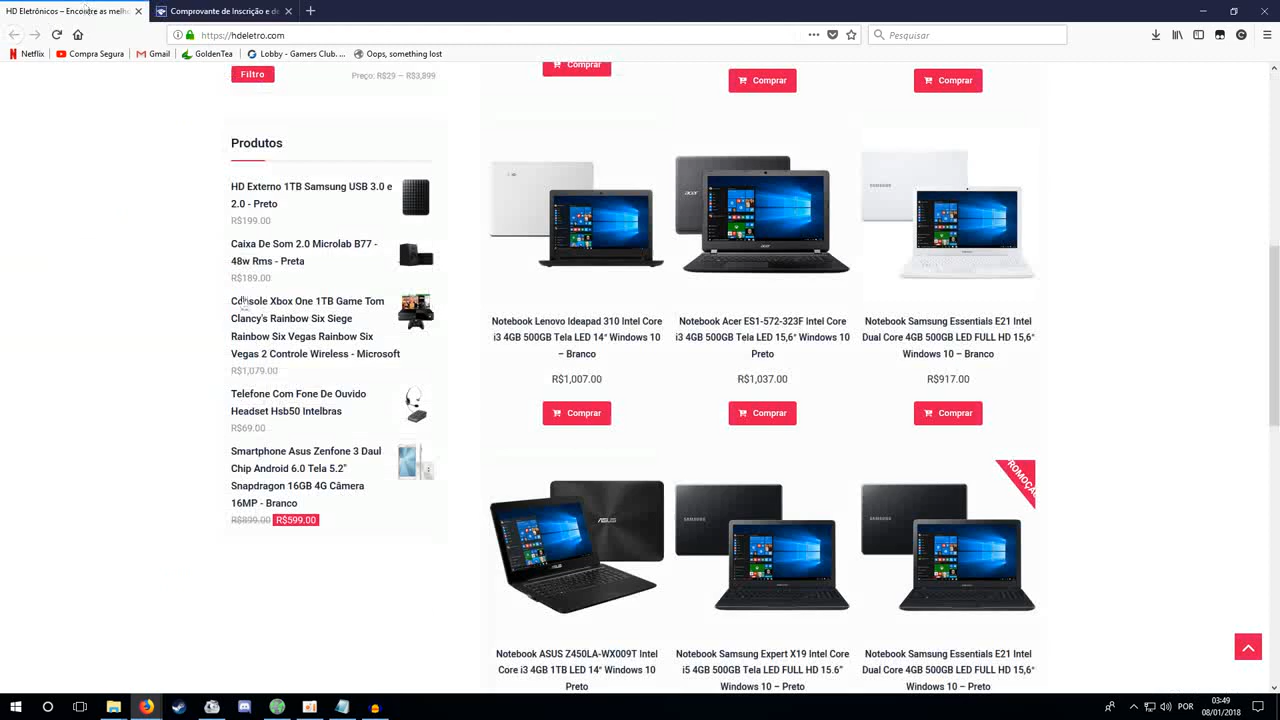 HD Eletrônicos – Encontre as melho
Comprovante de Inscrição e de
https://hdeletro.com
Pesquisar
Netflix
Compra Segura
Gmail
GoldenTea
Lobby - Gamers Club. ...
Oops, something lost
Filtro
Preço: R$29 — R$3,899
Comprar
Comprar
Comprar
Produtos
HD Externo 1TB Samsung USB 3.0 e
2.0 - Preto
R$199.00
Caixa De Som 2.0 Microlab B77 -
48w Rms - Preta
R$189.00
Console Xbox One 1TB Game Tom
Clancy's Rainbow Six Siege
Rainbow Six Vegas Rainbow Six
Vegas 2 Controle Wireless - Microsoft
R$1,079.00
Telefone Com Fone De Ouvido
Headset Hsb50 Intelbras
R$69.00
Smartphone Asus Zenfone 3 Daul
Chip Android 6.0 Tela 5.2"
Snapdragon 16GB 4G Câmera
16MP - Branco
R$899.00 R$599.00
Notebook Lenovo Ideapad 310 Intel Core
i3 4GB 500GB Tela LED 14" Windows 10
– Branco
R$1,007.00
Comprar
Notebook Acer ES1-572-323F Intel Core
i3 4GB 500GB Tela LED 15,6" Windows 10
Preto
R$1,037.00
Comprar
Notebook Samsung Essentials E21 Intel
Dual Core 4GB 500GB LED FULL HD 15,6"
Windows 10 – Branco
R$917.00
Comprar
Notebook ASUS Z450LA-WX009T Intel
Core i3 4GB 1TB LED 14" Windows 10
Preto
Notebook Samsung Expert X19 Intel Core
i5 4GB 500GB Tela LED FULL HD 15.6"
Windows 10 – Preto
PROMOÇÃO
Notebook Samsung Essentials E21 Intel
Dual Core 4GB 500GB LED FULL HD 15,6"
Windows 10 – Preto
POR
03:49
08/01/2018